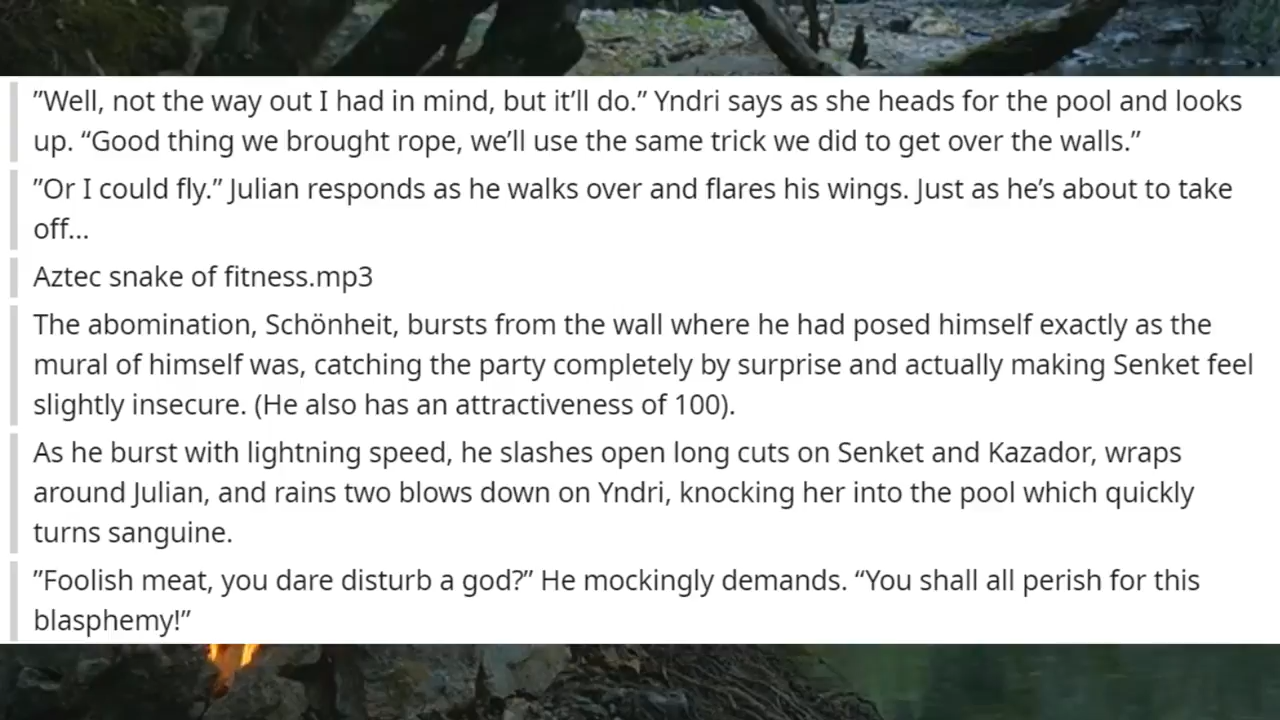 ”Well, not the way out I had in mind, but it’ll do.” Yndri says as she heads for the pool and looks
up. “Good thing we brought rope, we’ll use the same trick we did to get over the walls.”
”Or I could fly.” Julian responds as he walks over and flares his wings. Just as he’s about to take
off...
Aztec snake of fitness.mp3
The abomination, Schönheit, bursts from the wall where he had posed himself exactly as the
mural of himself was, catching the party completely by surprise and actually making Senket feel
slightly insecure. (He also has an attractiveness of 100).
As he burst with lightning speed, he slashes open long cuts on Senket and Kazador, wraps
around Julian, and rains two blows down on Yndri, knocking her into the pool which quickly
turns sanguine.
”Foolish meat, you dare disturb a god?” He mockingly demands. “You shall all perish for this
blasphemy!”